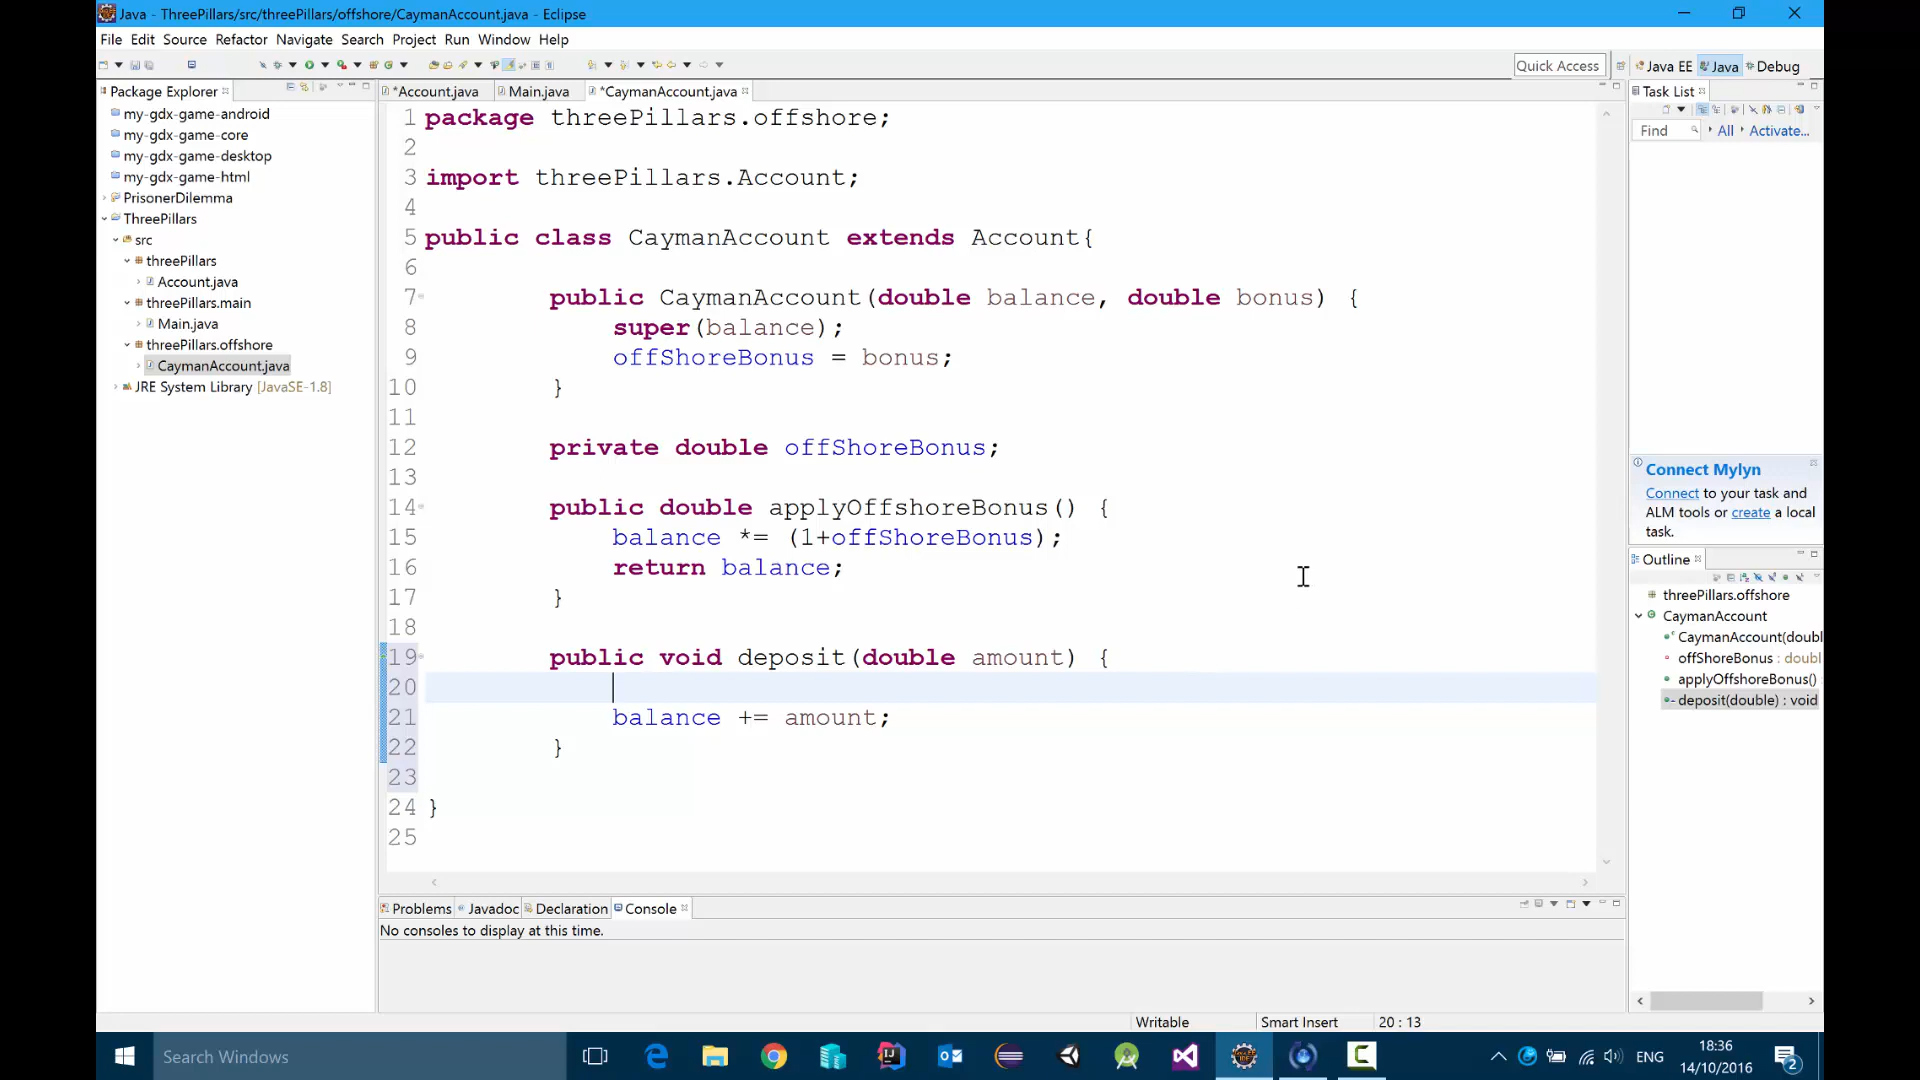 Java - ThreePillars/src/threePillars/offshore/CaymanAccount.java - Eclipse
File Edit Source Refactor Navigate Search Project Run Window Help
Quick Access Java EE Java Debug
Package Explorer
my-gdx-game-android
my-gdx-game-core
my-gdx-game-desktop
my-gdx-game-html
PrisonerDilemma
ThreePillars
src
threePillars
Account.java
threePillars.main
Main.java
threePillars.offshore
CaymanAccount.java
JRE System Library [JavaSE-1.8]
*Account.java Main.java *CaymanAccount.java
1 package threePillars.offshore;
2
3 import threePillars.Account;
4
5 public class CaymanAccount extends Account{
6
7 public CaymanAccount(double balance, double bonus) {
8 super(balance);
9 offShoreBonus = bonus;
10 }
11
12 private double offShoreBonus;
13
14 public double applyOffshoreBonus() {
15 balance *= (1+offShoreBonus);
16 return balance;
17 }
18
19 public void deposit(double amount) {
20
21 balance += amount;
22 }
23
24 }
25
Task List
Find All Activate...
Connect Mylyn
Connect to your task and
ALM tools or create a local
task.
Outline
threePillars.offshore
CaymanAccount
CaymanAccount(doubl
offShoreBonus : doubl
applyOffshoreBonus()
deposit(double) : void
Problems Javadoc Declaration Console
No consoles to display at this time.
Writable Smart Insert 20 : 13
Search Windows
ENG
18:36
14/10/2016
2